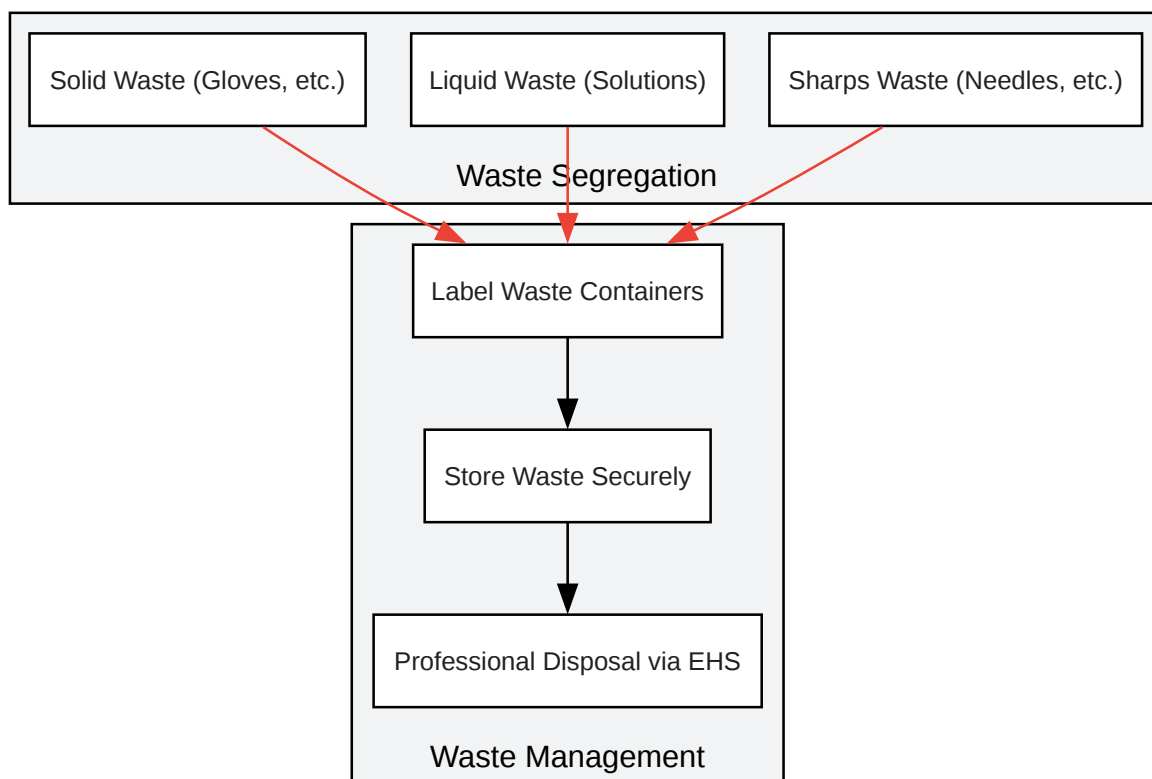 Solid Waste (Gloves, etc.)
Liquid Waste (Solutions)
Sharps Waste (Needles, etc.)
Waste Segregation
Label Waste Containers
Store Waste Securely
Professional Disposal via EHS
Waste Management